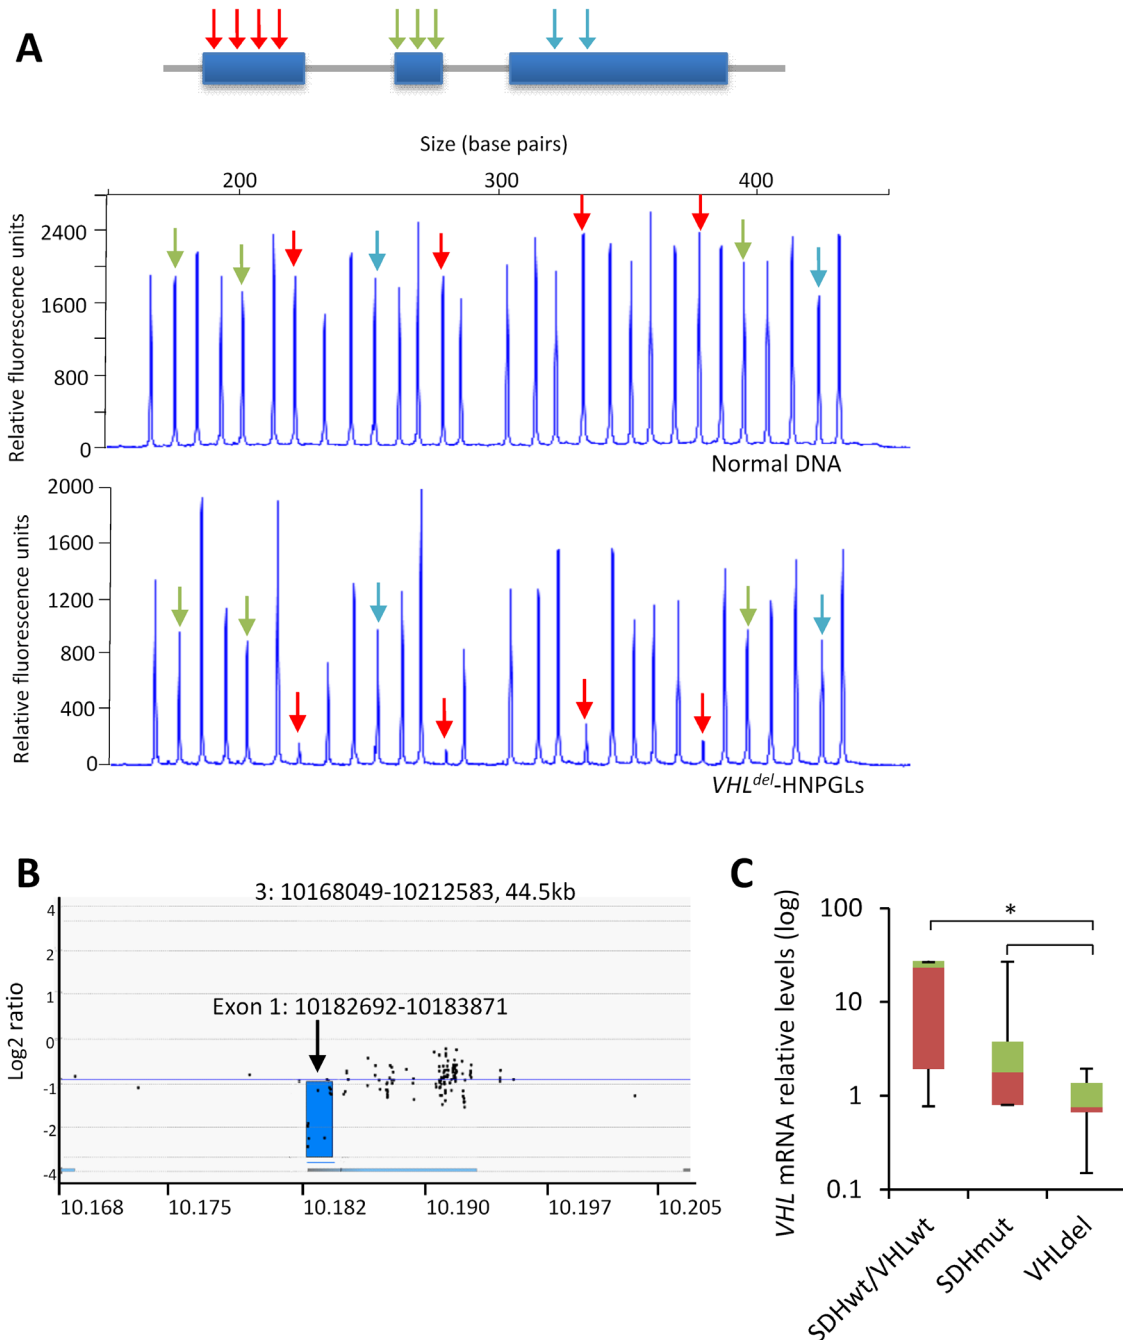 A
Size (base pairs)
200 300 400
Relative fluorescence units
2400
1600
800
0
Normal DNA
Relative fluorescence units
2000
1600
1200
800
400
0
VHLdel-HNPGLs
B
3: 10168049-10212583, 44.5kb
Exon 1: 10182692-10183871
Log2 ratio
4
2
1
0
-1
-2
-4
10.168 10.175 10.182 10.190 10.197 10.205
C
VHL mRNA relative levels (log)
*
100
10
1
0.1
SDHwt/VHLwt
SDHmut
VHLdel